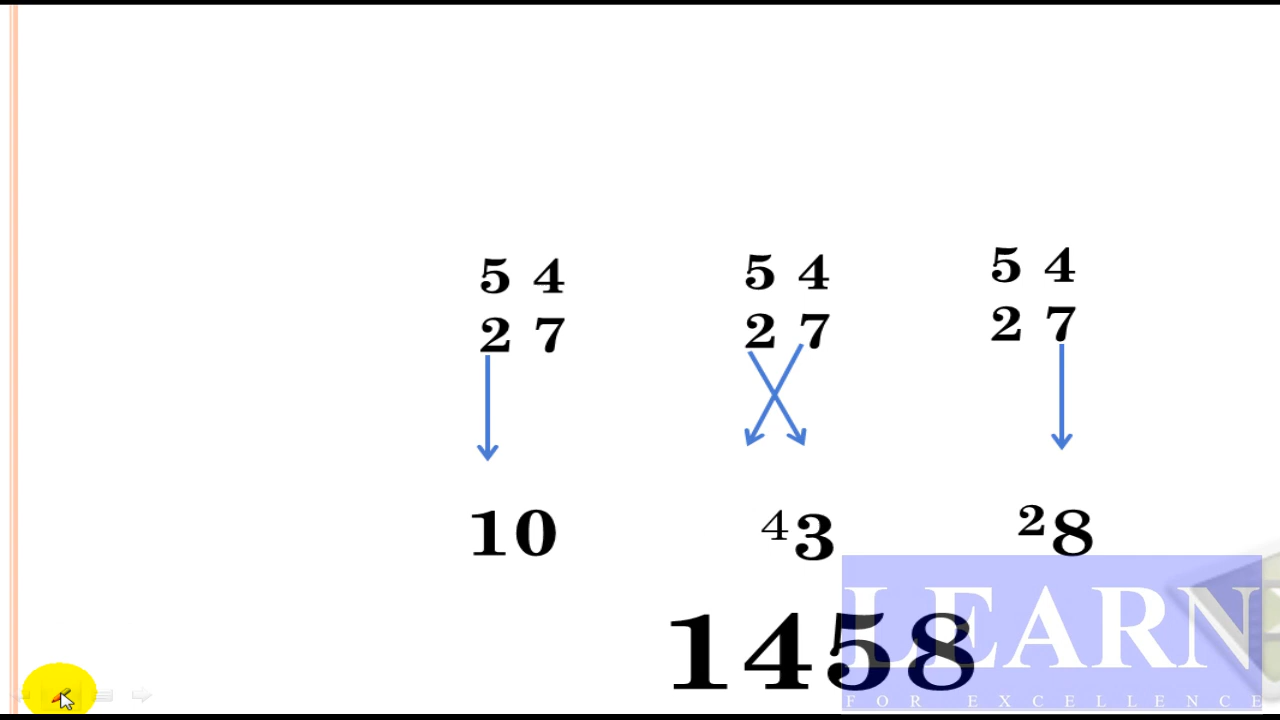 5 4 5 4 5 4
2 7 2 7 2 7
10 ⁴3 ²8
1458
LEARN
FOR EXCELLENCE